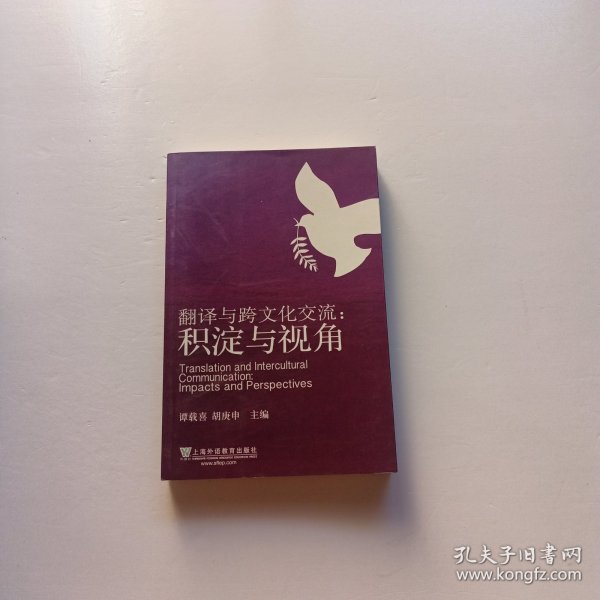 翻译与跨文化交流：
积淀与视角
Translation and Intercultural
Communication:
Impacts and Perspectives
谭载喜 胡庚申 主编
上海外语教育出版社
www.sflep.com
孔夫子旧书网
www.kongfz.com